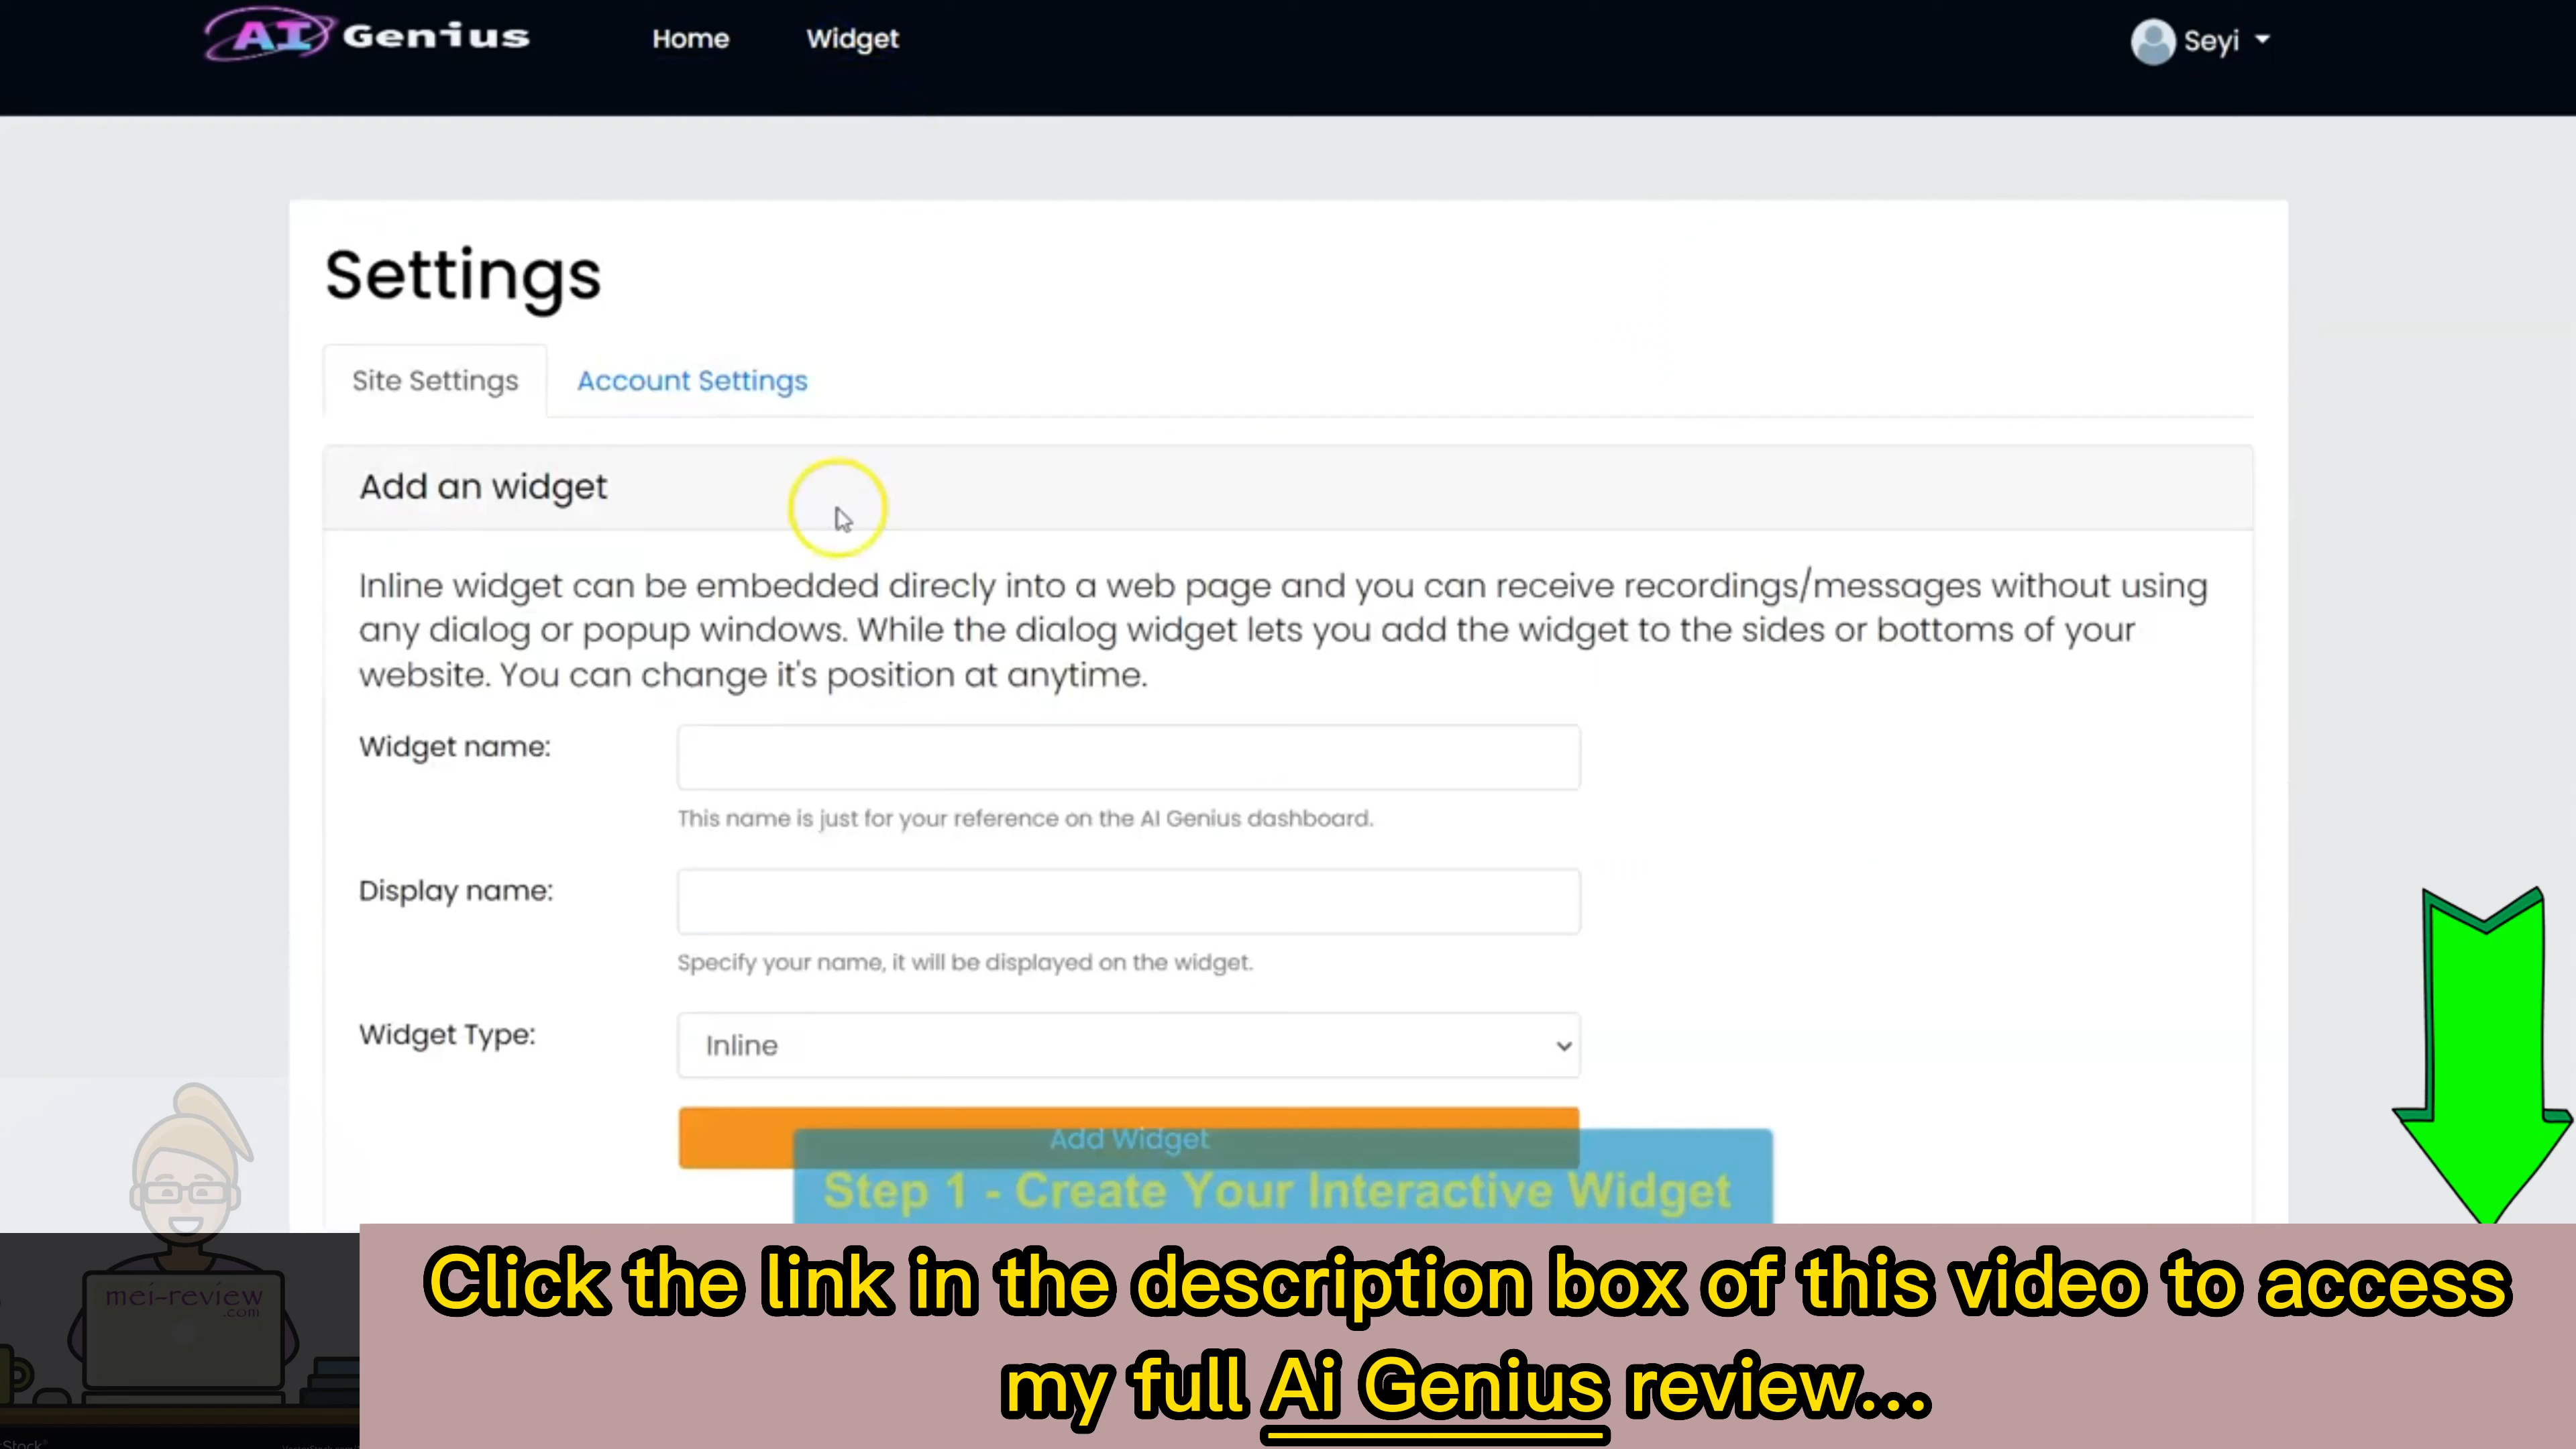 AI Genius
Home
Widget
Seyi
Settings
Site Settings
Account Settings
Add an widget
Inline widget can be embedded direcly into a web page and you can receive recordings/messages without using
any dialog or popup windows. While the dialog widget lets you add the widget to the sides or bottoms of your
website. You can change it's position at anytime.
Widget name:
This name is just for your reference on the AI Genius dashboard.
Display name:
Specify your name, it will be displayed on the widget.
Widget Type:
Inline
Add Widget
Step 1 - Create Your Interactive Widget
mei-review
.com
Click the link in the description box of this video to access
my full Ai Genius review...